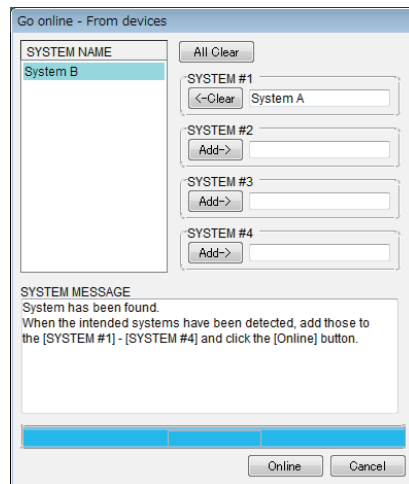 Go online - From devices
SYSTEM NAME
System B
All Clear
SYSTEM #1
<-Clear System A
SYSTEM #2
Add->
SYSTEM #3
Add->
SYSTEM #4
Add->
SYSTEM MESSAGE
System has been found.
When the intended systems have been detected, add those to
the [SYSTEM #1] - [SYSTEM #4] and click the [Online] button.
Online Cancel